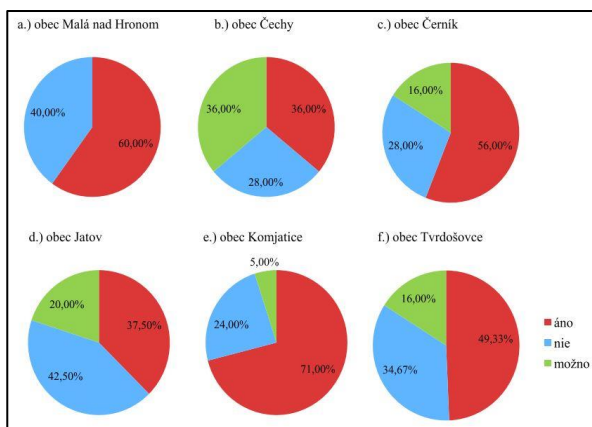 a.) obec Malá nad Hronom
40,00%
60,00%
b.) obec Čechy
36,00%
36,00%
28,00%
c.) obec Černík
16,00%
28,00%
56,00%
d.) obec Jatov
20,00%
37,50%
42,50%
e.) obec Komjatice
5,00%
24,00%
71,00%
f.) obec Tvrdošovce
16,00%
49,33%
34,67%
áno
nie
možno